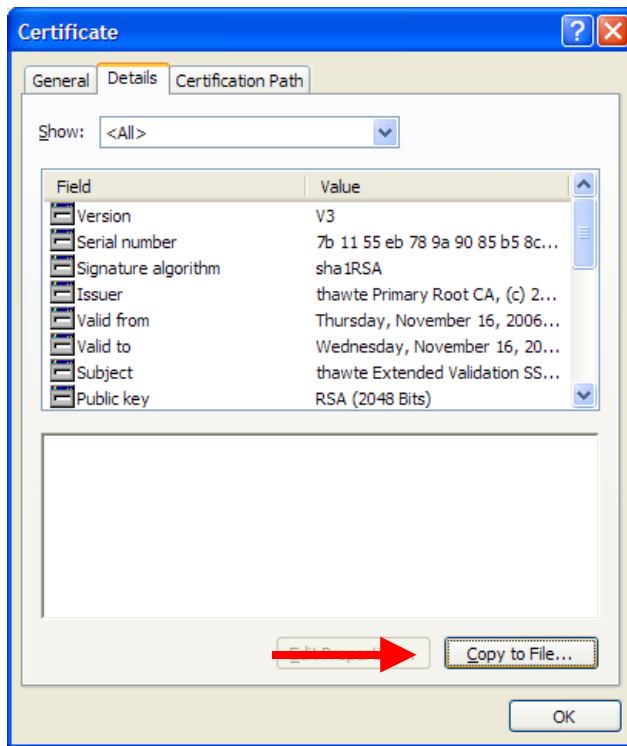 Certificate
General Details Certification Path
Show: <All>
Field Value
Version V3
Serial number 7b 11 55 eb 78 9a 90 85 b5 8c...
Signature algorithm sha1RSA
Issuer thawte Primary Root CA, (c) 2...
Valid from Thursday, November 16, 2006...
Valid to Wednesday, November 16, 20...
Subject thawte Extended Validation SS...
Public key RSA (2048 Bits)
Copy to File...
OK